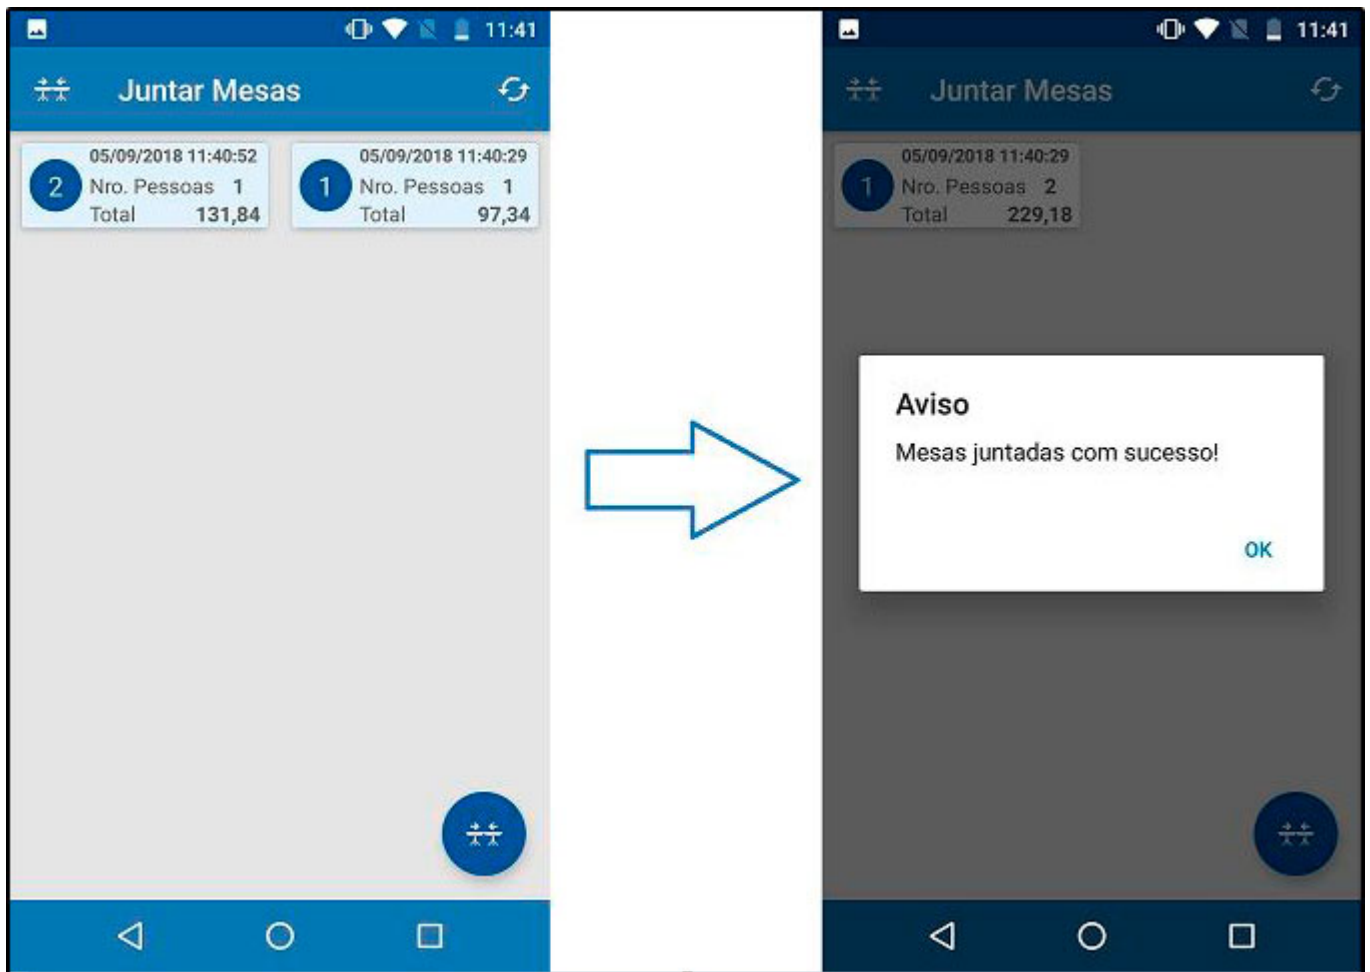 11:41
Juntar Mesas
2
05/09/2018 11:40:52
Nro. Pessoas 1
Total 131,84
1
05/09/2018 11:40:29
Nro. Pessoas 1
Total 97,34
11:41
Juntar Mesas
1
05/09/2018 11:40:29
Nro. Pessoas 2
Total 229,18
Aviso
Mesas juntadas com sucesso!
OK